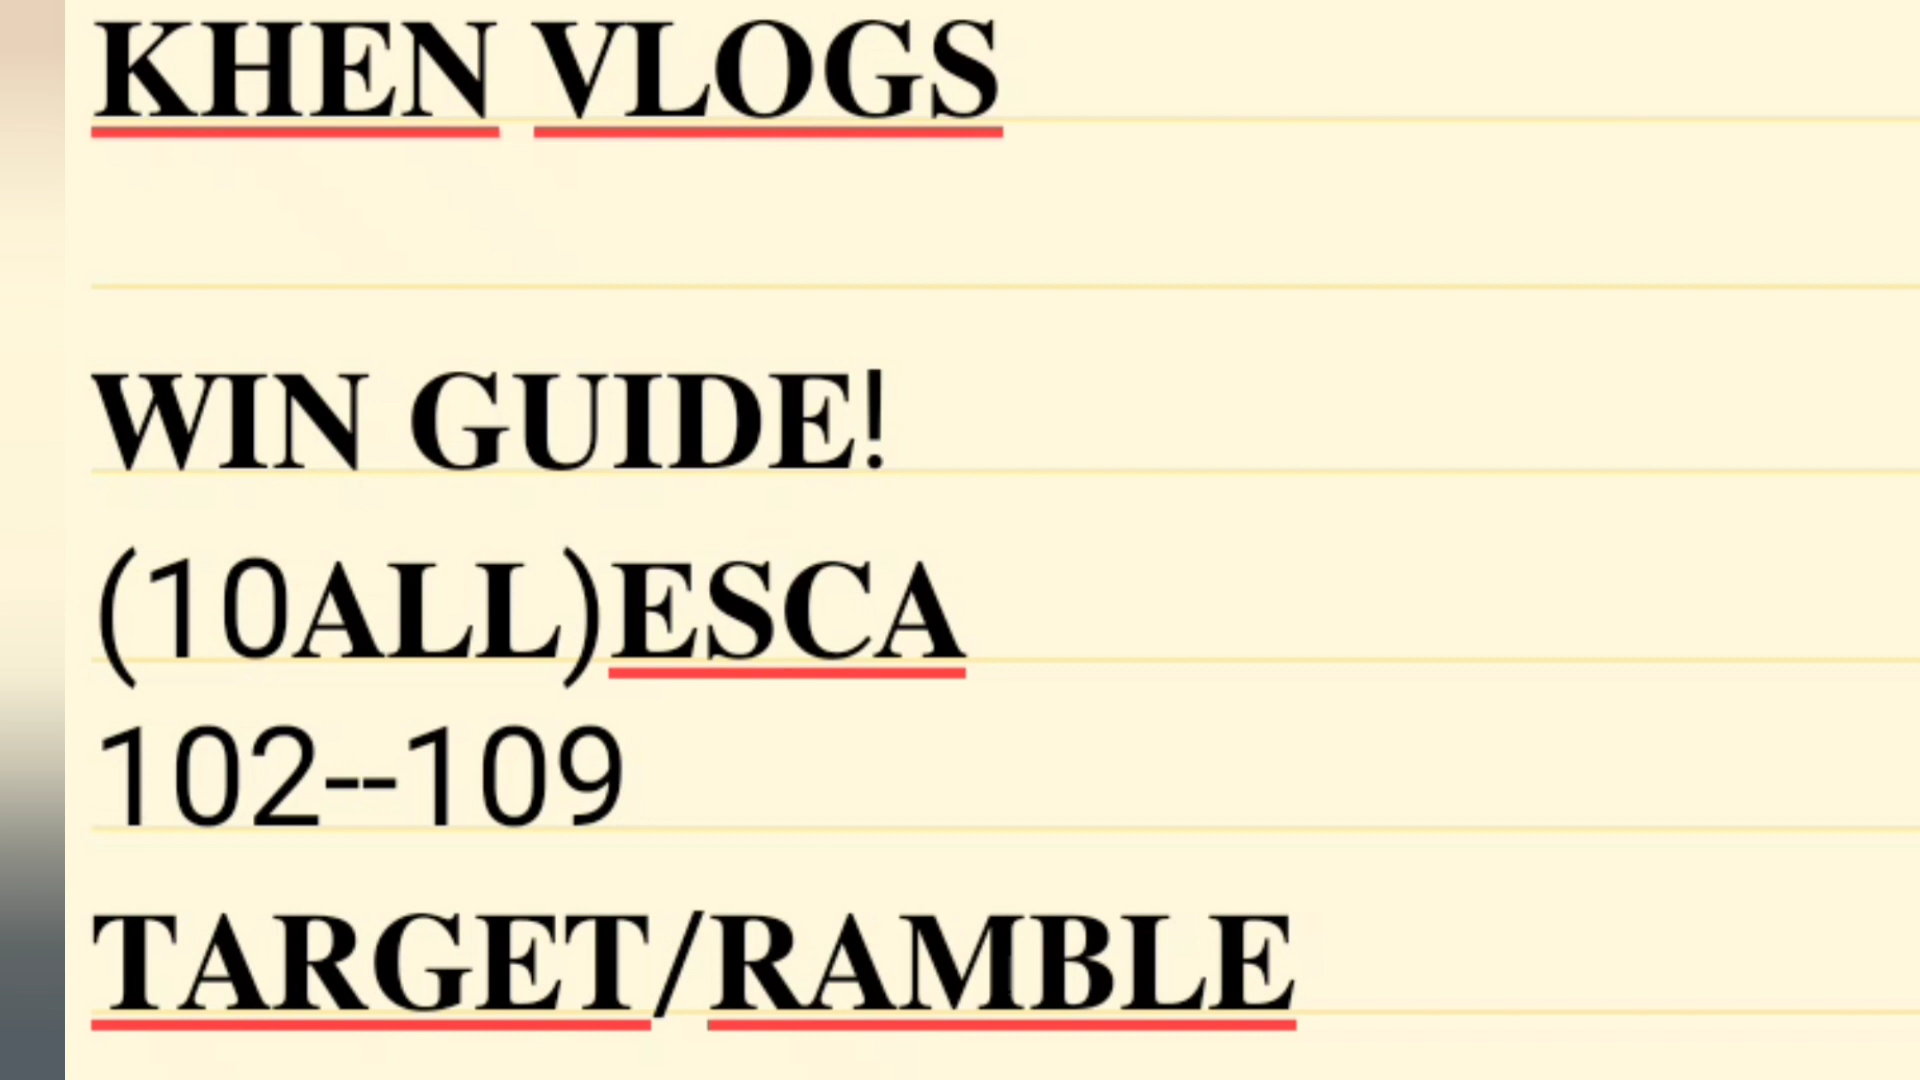 KHEN VLOGS
WIN GUIDE!
(10ALL)ESCA
102--109
TARGET/RAMBLE